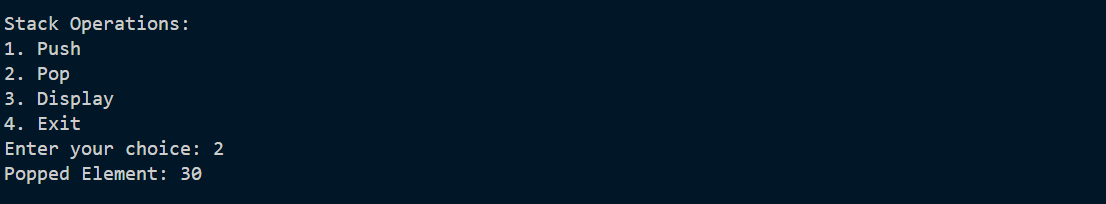 Stack Operations:
1. Push
2. Pop
3. Display
4. Exit
Enter your choice: 2
Popped Element: 30